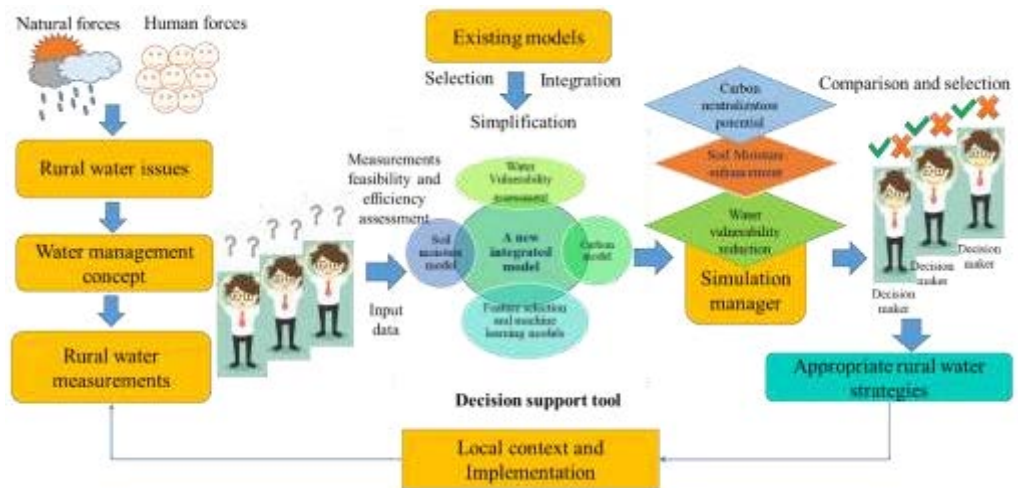 Natural forces
Human forces
Rural water issues
Water management
concept
Rural water
measurements
? ? ? ? ? ?
Existing models
Selection
Integration
Simplification
Measurements
feasibility and
efficiency
assessment
Input
data
Water
Vulnerability
assessment
Soil
moisture
model
A new
integrated
model
Carbon
model
Feature selection
and machine
learning models
Decision support tool
Carbon
neutralization
potential
Soil Moisture
enhancement
Water
vulnerability
reduction
Simulation
manager
Comparison and selection
Decision
maker
Decision
maker
Decision
maker
Appropriate rural water
strategies
Local context and
Implementation